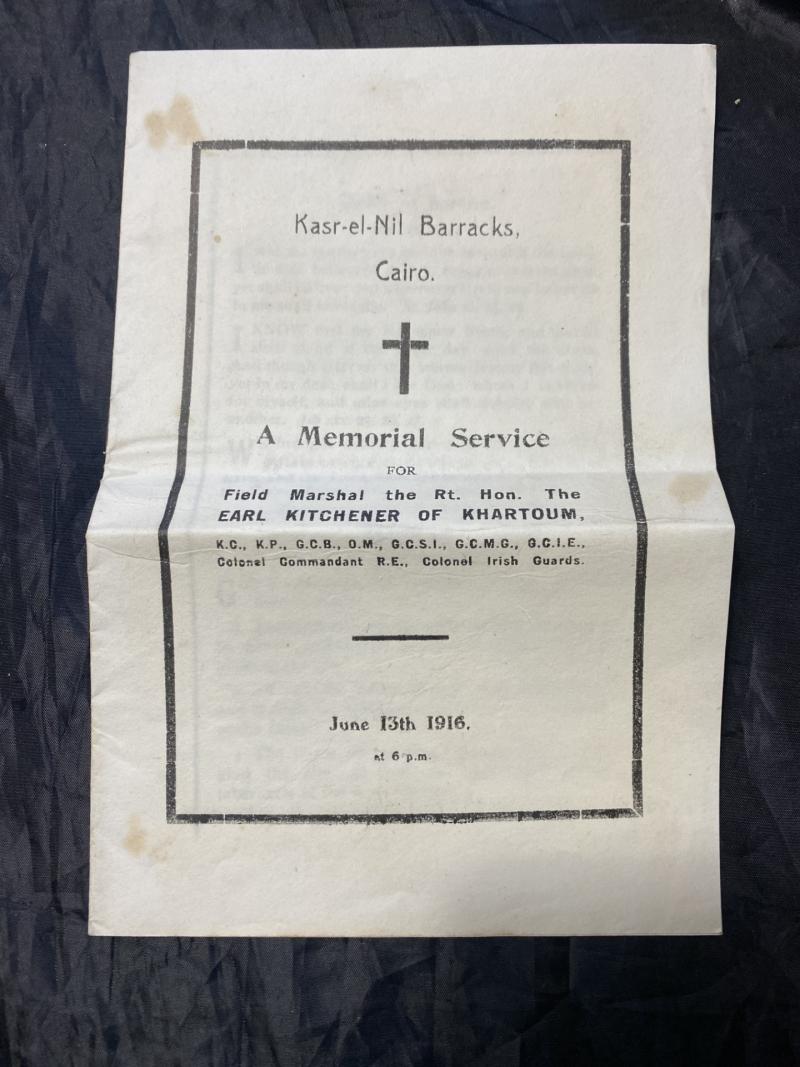 Kasr-el-Nil Barracks,
Cairo.
A Memorial Service
FOR
Field Marshal the Rt. Hon. The
EARL KITCHENER OF KHARTOUM,
K.G., K.P., G.C.B., O.M., G.C.S.I., G.C.M.G., G.C.I.E.,
Colonel Commandant R.E., Colonel Irish Guards.
June 13th 1916.
at 6 p.m.